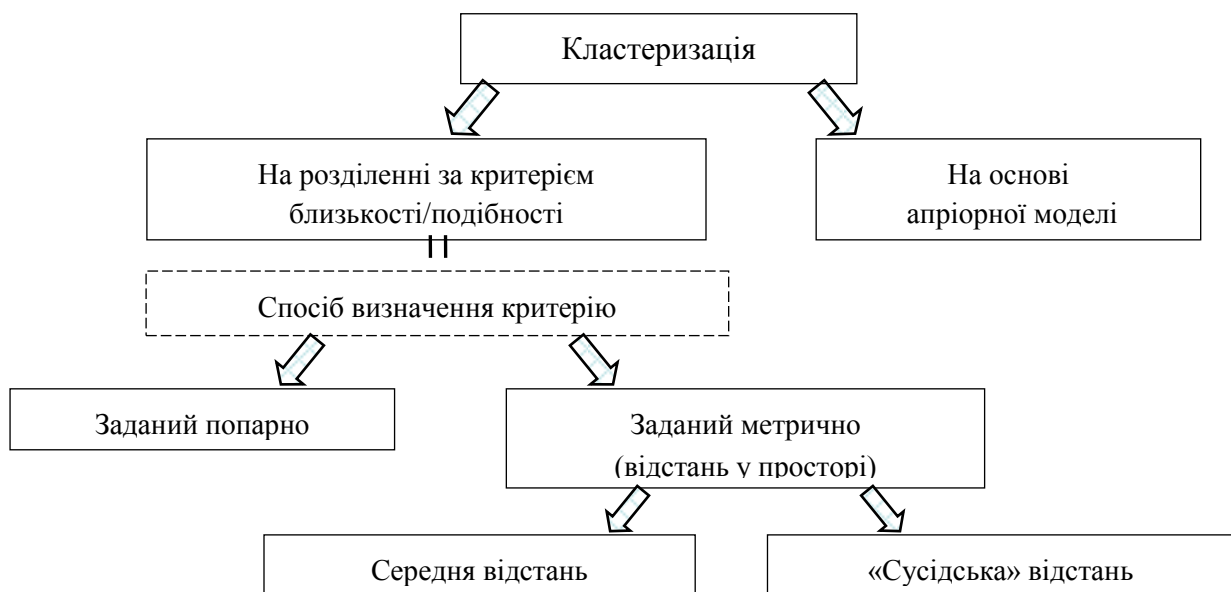 Кластеризація
На розділенні за критерієм
близькості/подібності
На основі
апріорної моделі
Спосіб визначення критерію
Заданий попарно
Заданий метрично
(відстань у просторі)
Середня відстань
«Сусідська» відстань